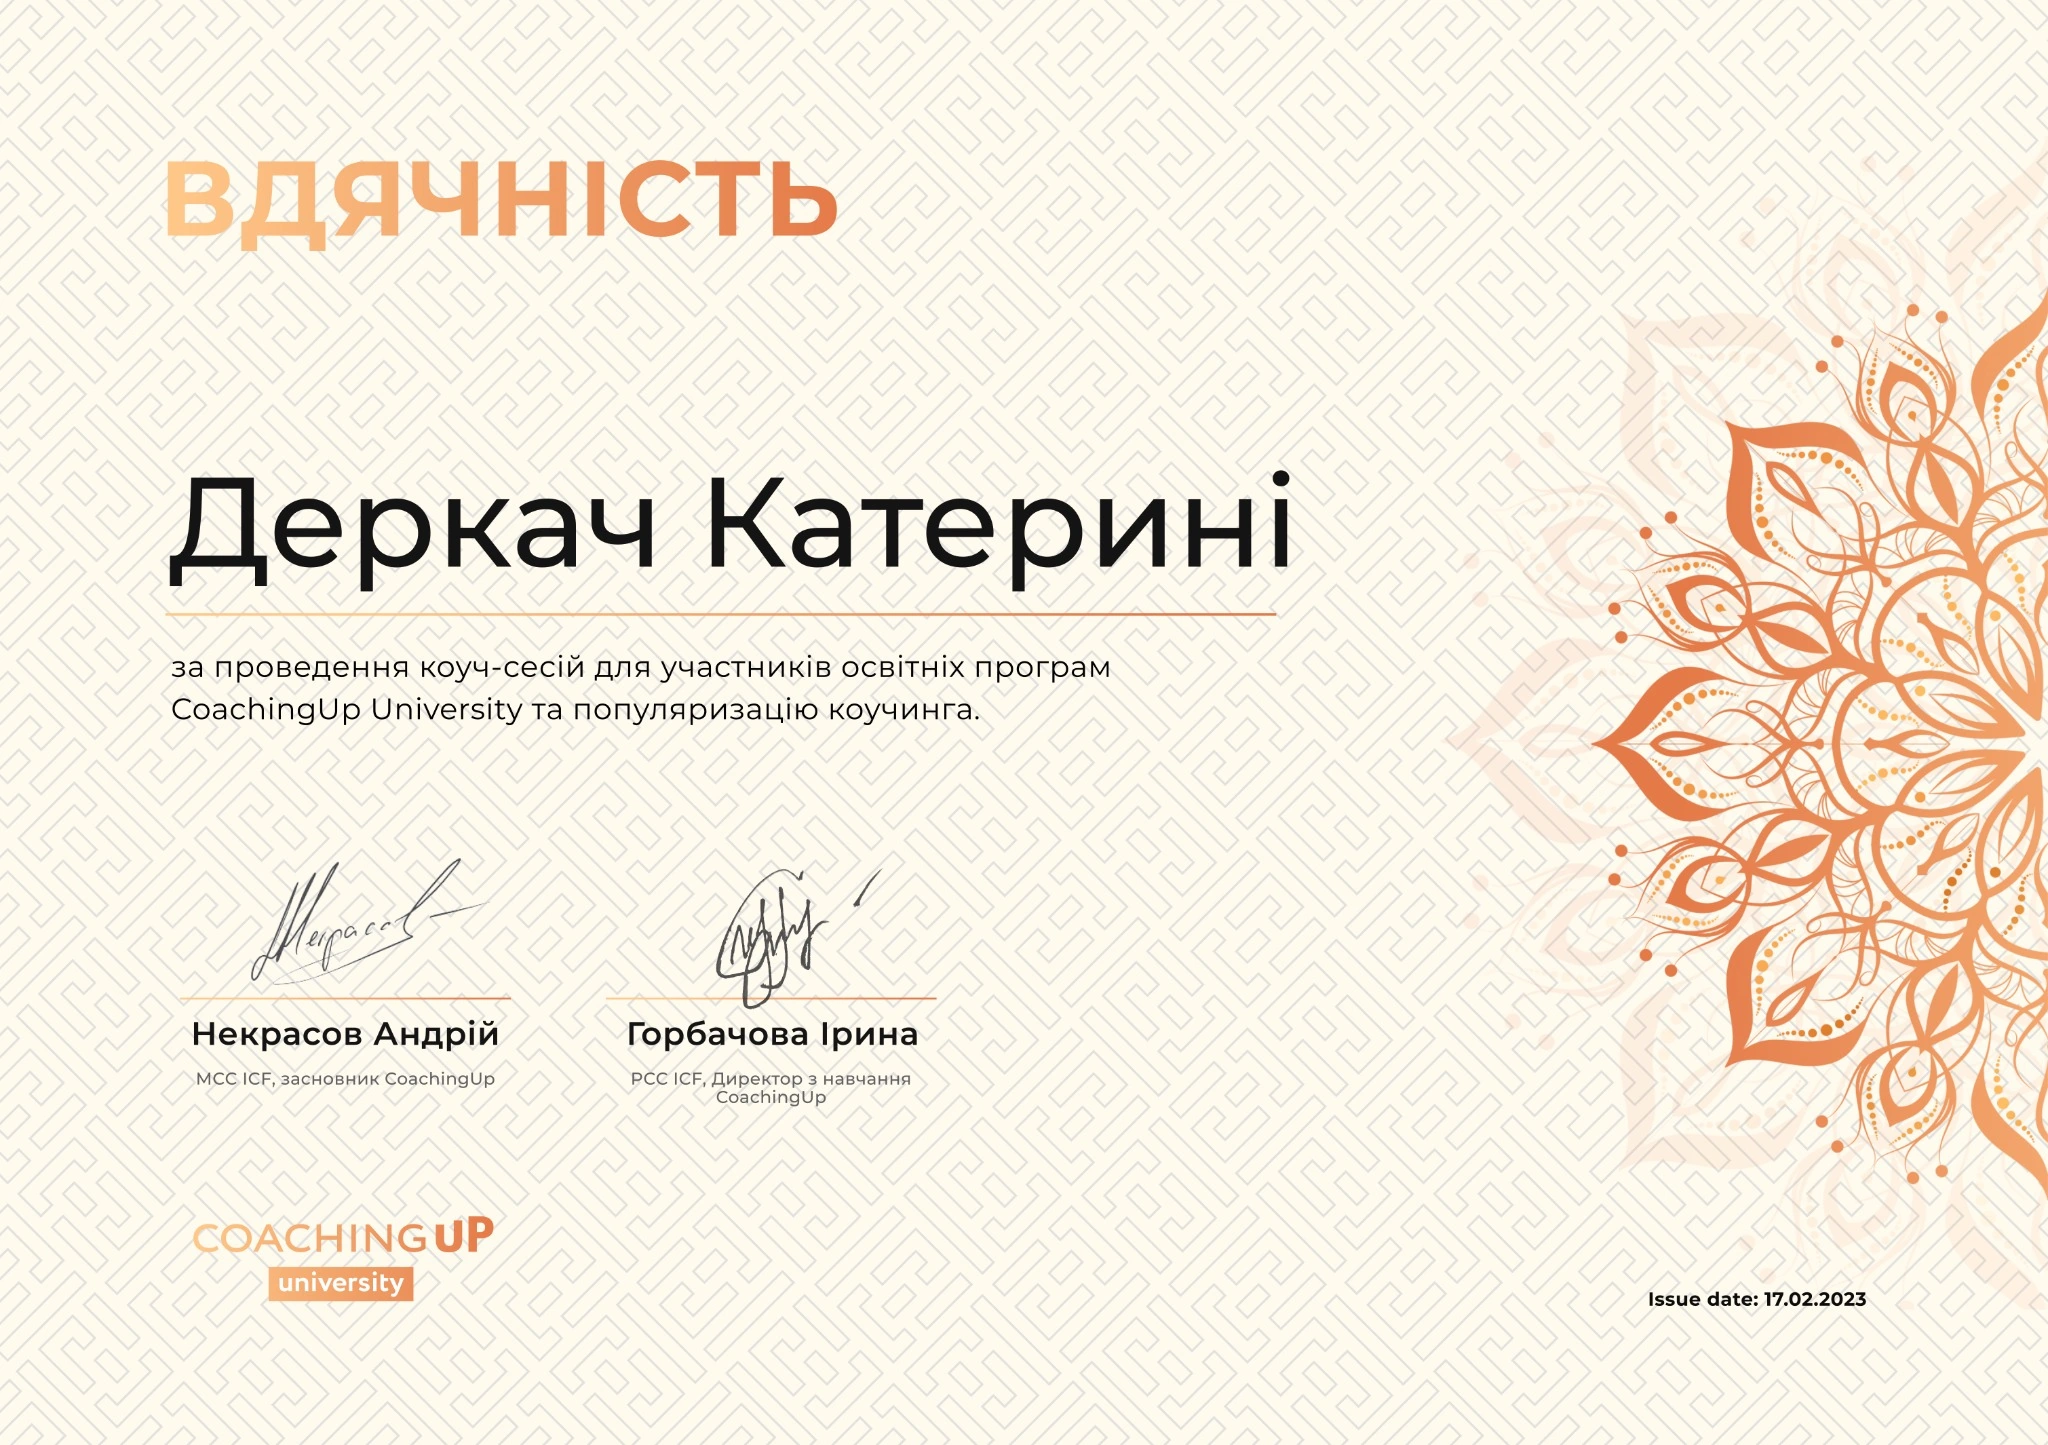 ВДЯЧНІСТЬ
Деркач Катерині
за проведення коуч-сесій для участників освітніх програм
CoachingUp University та популяризацію коучинга.
Некрасов
Некрасов Андрій
MCC ICF, засновник CoachingUp
Горбачова Ірина
PCC ICF, Директор з навчання
CoachingUp
COACHING UP
university
Issue date: 17.02.2023